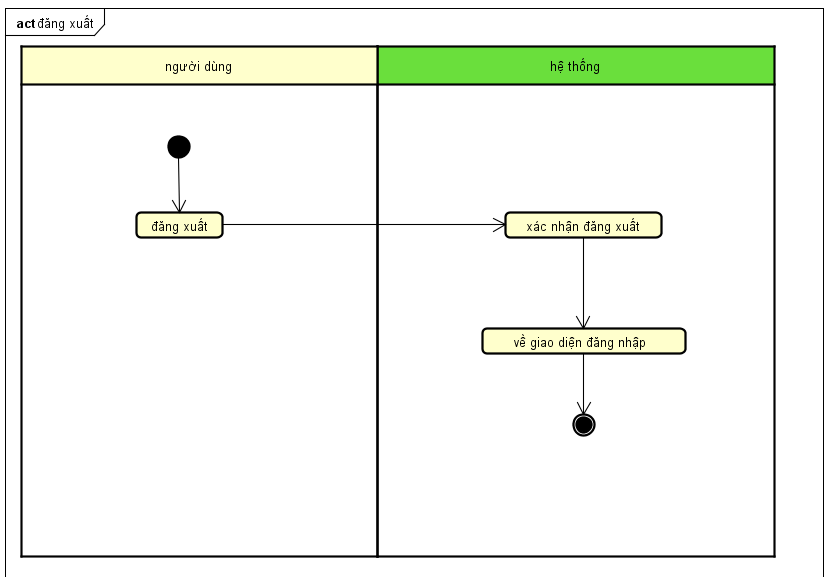 act đăng xuất
người dùng
hệ thống
đăng xuất
xác nhận đăng xuất
về giao diện đăng nhập